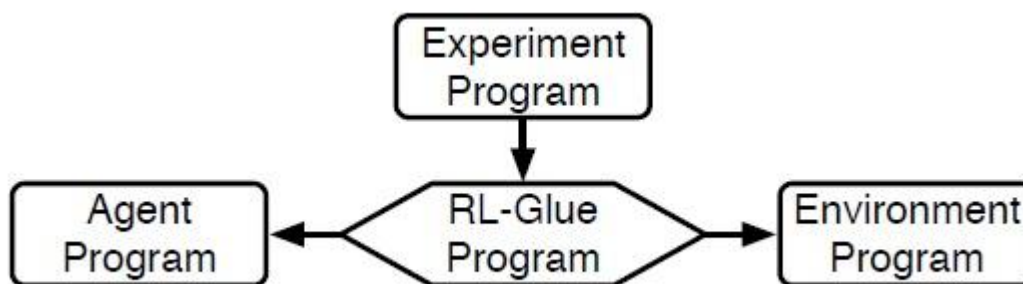 Experiment
Program
Agent
Program
RL-Glue
Program
Environment
Program